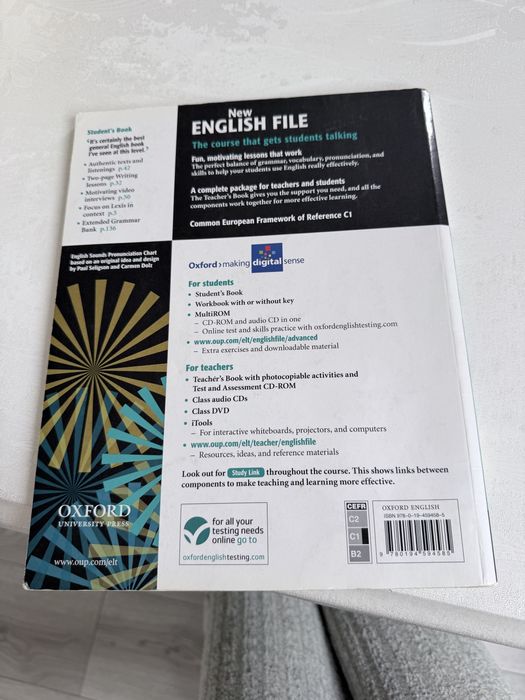 Student's Book
"It's certainly the best
general English book
I've seen at this level."
• Authentic texts and
listenings p.42
• Two-page Writing
lessons p.32
• Motivating video
interviews p.50
• Focus on Lexis in
context p.5
• Extended Grammar
Bank p.136
English Sounds Pronunciation Chart
based on an original idea and design
by Paul Seligson and Carmen Dolz
OXFORD
UNIVERSITY PRESS
www.oup.com/elt
New
ENGLISH FILE
The course that gets students talking
Fun, motivating lessons that work
The perfect balance of grammar, vocabulary, pronunciation, and
skills to help your students use English really effectively.
A complete package for teachers and students
The Teacher's Book gives you the support you need, and all the
components work together for more effective learning.
Common European Framework of Reference C1
Oxford > making digital sense
For students
• Student's Book
• Workbook with or without key
• MultiROM
– CD-ROM and audio CD in one
– Online test and skills practice with oxfordenglishtesting.com
• www.oup.com/elt/englishfile/advanced
– Extra exercises and downloadable material
For teachers
• Teacher's Book with photocopiable activities and
Test and Assessment CD-ROM
• Class audio CDs
• Class DVD
• iTools
– For interactive whiteboards, projectors, and computers
• www.oup.com/elt/teacher/englishfile
– Resources, ideas, and reference materials
Look out for Study Link throughout the course. This shows links between
components to make teaching and learning more effective.
for all your
testing needs
online go to
oxfordenglishtesting.com
CEFR
C2
C1
B2
OXFORD ENGLISH
ISBN 978-0-19-459458-5
9 780194 594585